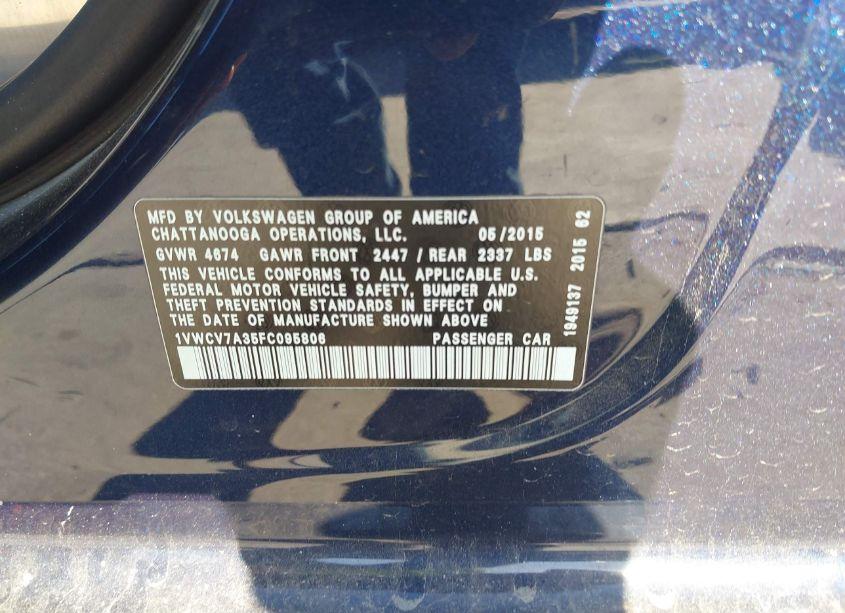 MFD BY VOLKSWAGEN GROUP OF AMERICA
CHATTANOOGA OPERATIONS, LLC. 05/2015
GVWR 4674 GAWR FRONT 2447 / REAR 2337 LBS
THIS VEHICLE CONFORMS TO ALL APPLICABLE U.S.
FEDERAL MOTOR VEHICLE SAFETY, BUMPER AND
THEFT PREVENTION STANDARDS IN EFFECT ON
THE DATE OF MANUFACTURE SHOWN ABOVE
1VWCV7A35FC095806 PASSENGER CAR
1949137 2015 62